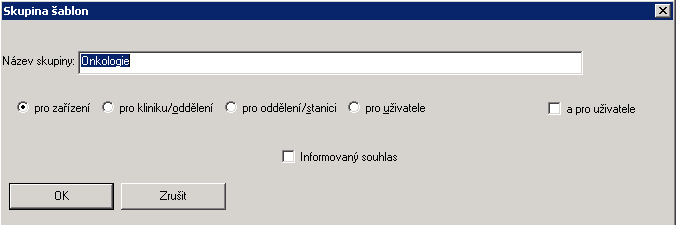 Skupina šablon
Název skupiny: Onkologie
pro zařízení pro kliniku/oddělení pro oddělení/stanici pro uživatele a pro uživatele
Informovaný souhlas
OK Zrušit